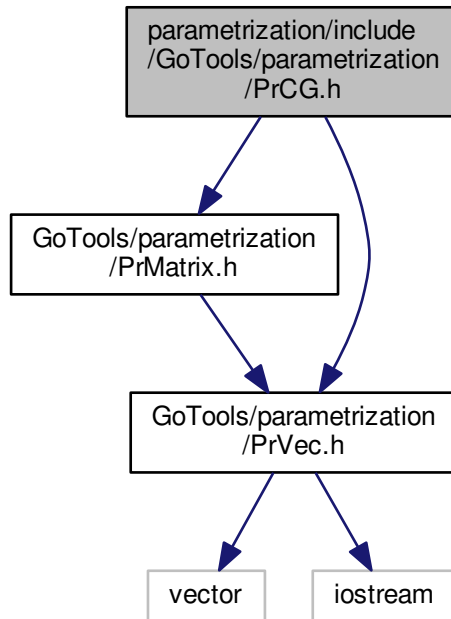 parametrization/include
/GoTools/parametrization
/PrCG.h
GoTools/parametrization
/PrMatrix.h
GoTools/parametrization
/PrVec.h
vector
iostream